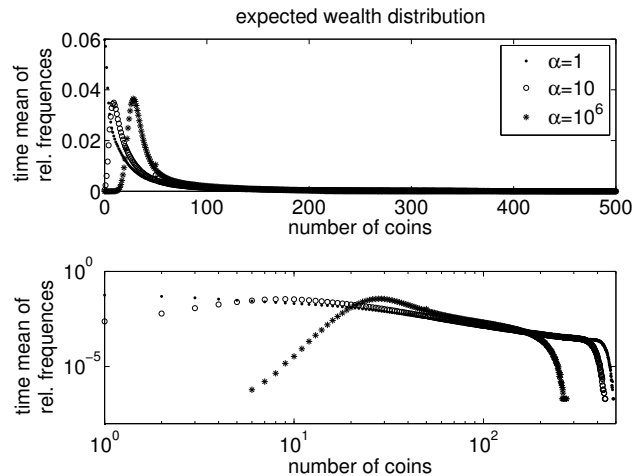 expected wealth distribution
time mean of
rel. frequencies
0.06
0.04
0.02
0
α=1
α=10
α=10⁶
0 100 200 300 400 500
number of coins
time mean of
rel. frequencies
10⁰
10⁻⁵
10⁰ 10¹ 10²
number of coins